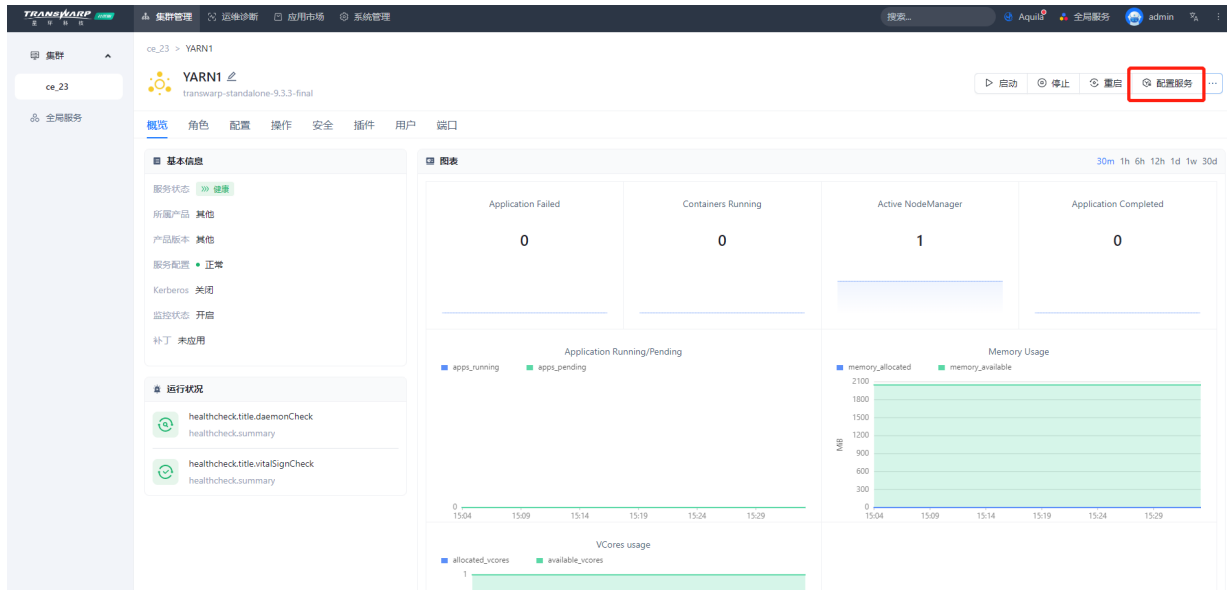 TRANSWARP 社区版
星 环 科 技
集群管理 运维诊断 应用市场 系统管理
搜索...
Aquila 全局服务 admin
集群
ce_23
全局服务
ce_23 > YARN1
YARN1
transwarp-standalone-9.3.3-final
启动 停止 重启 配置服务 ...
概览 角色 配置 操作 安全 插件 用户 端口
基本信息
服务状态 健康
所属产品 其他
产品版本 其他
服务配置 正常
Kerberos 关闭
监控状态 开启
补丁 未应用
运行状况
healthcheck.title.daemonCheck
healthcheck.summary
healthcheck.title.vitalSignCheck
healthcheck.summary
图表
30m 1h 6h 12h 1d 1w 30d
Application Failed
0
Containers Running
0
Active NodeManager
1
Application Completed
0
Application Running/Pending
apps_running apps_pending
0
15:04 15:09 15:14 15:19 15:24 15:29
Memory Usage
memory_allocated memory_available
MiB
2100
1800
1500
1200
900
600
300
0
15:04 15:09 15:14 15:19 15:24 15:29
VCores usage
allocated_vcores available_vcores
1